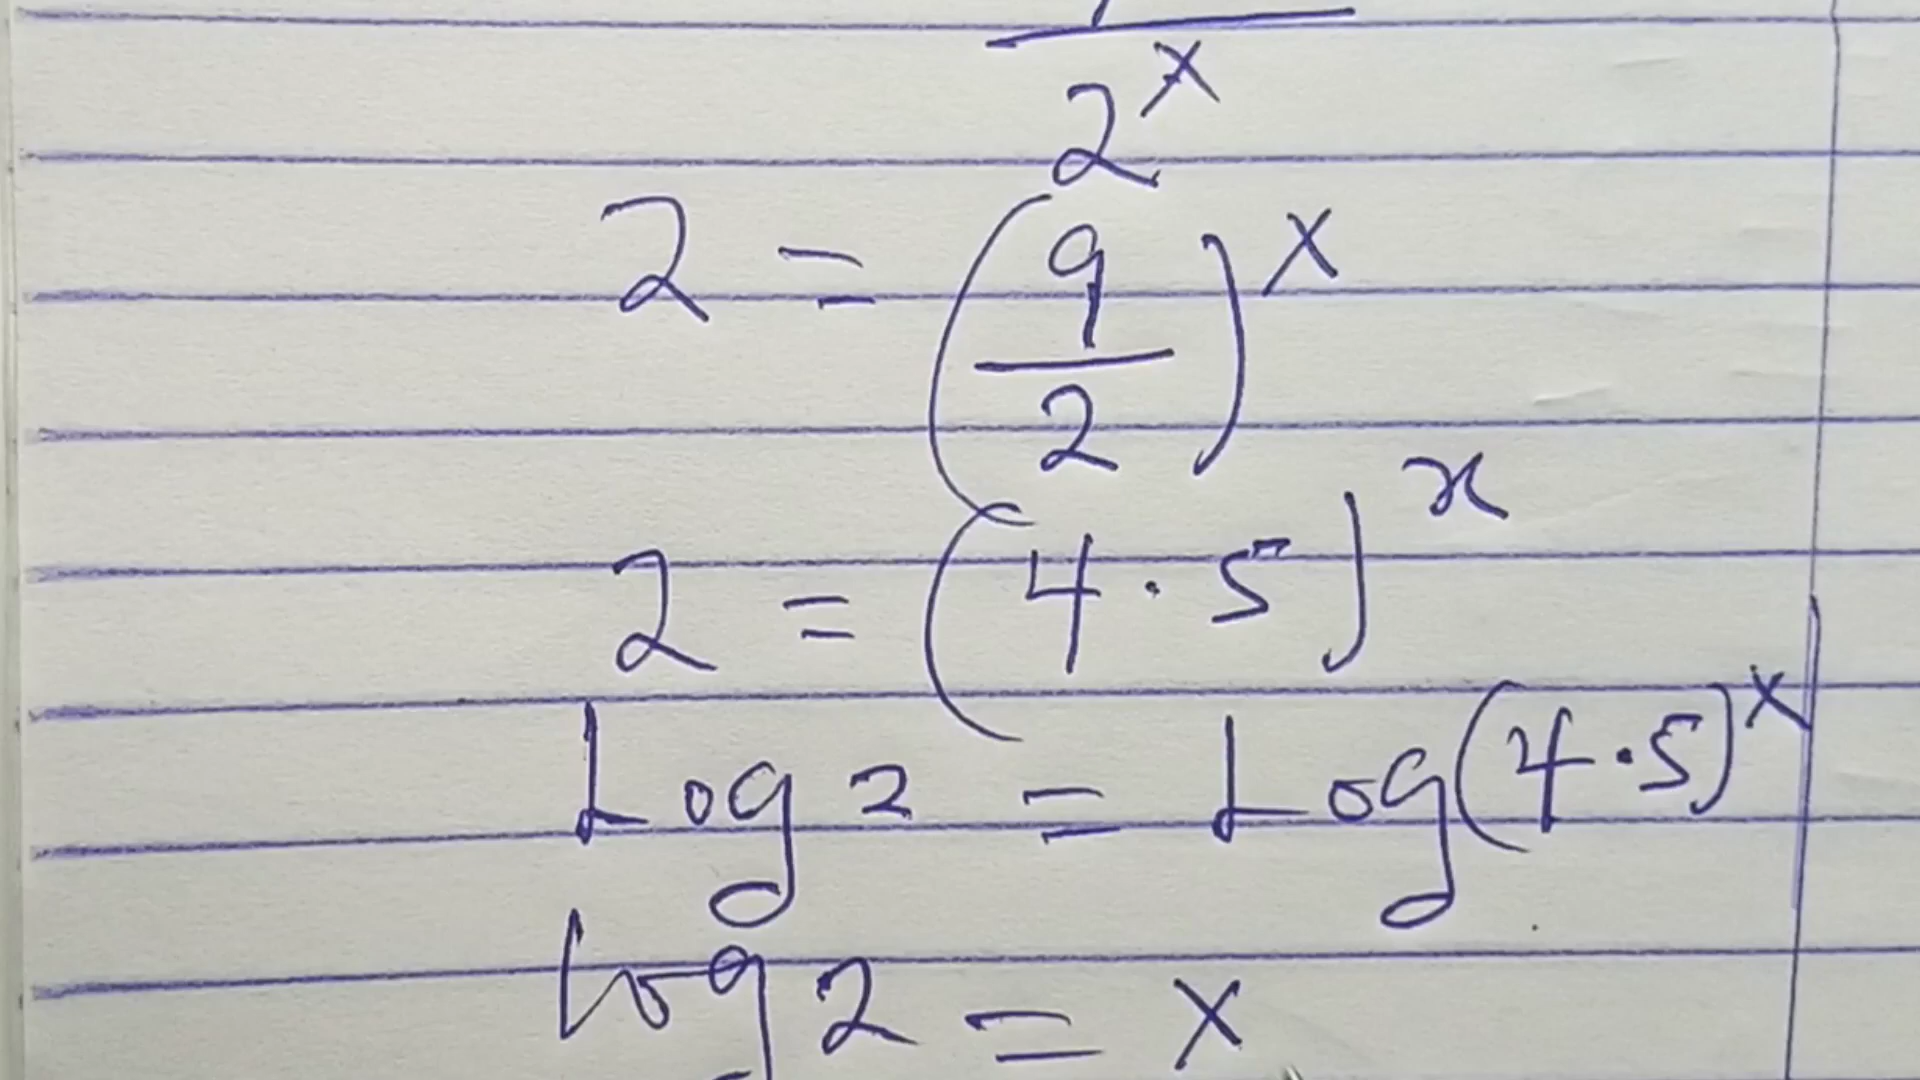 2^x
2 = (9/2)^x
2 = (4.5)^x
Log 2 = Log(4.5)^x
log 2 = x